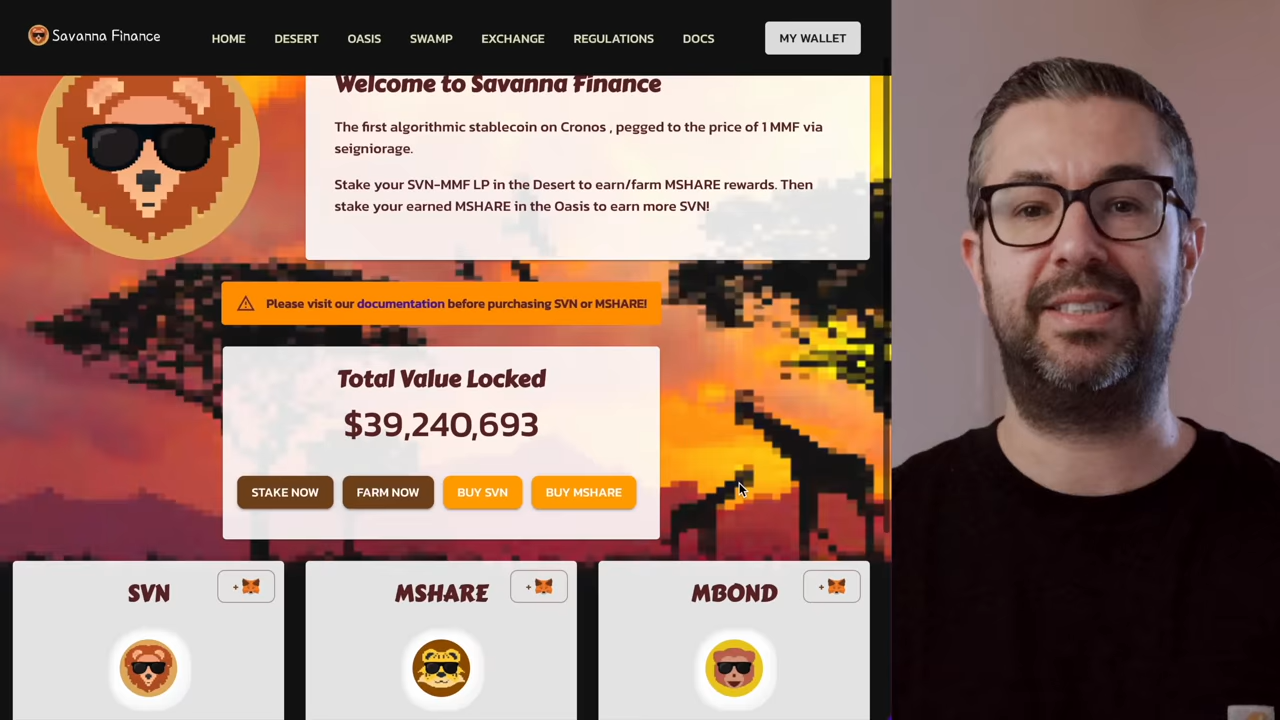 Savanna Finance
HOME
DESERT
OASIS
SWAMP
EXCHANGE
REGULATIONS
DOCS
MY WALLET
Welcome to Savanna Finance
The first algorithmic stablecoin on Cronos , pegged to the price of 1 MMF via
seigniorage.
Stake your SVN-MMF LP in the Desert to earn/farm MSHARE rewards. Then
stake your earned MSHARE in the Oasis to earn more SVN!
Please visit our documentation before purchasing SVN or MSHARE!
Total Value Locked
$39,240,693
STAKE NOW
FARM NOW
BUY SVN
BUY MSHARE
SVN
+
MSHARE
+
MBOND
+